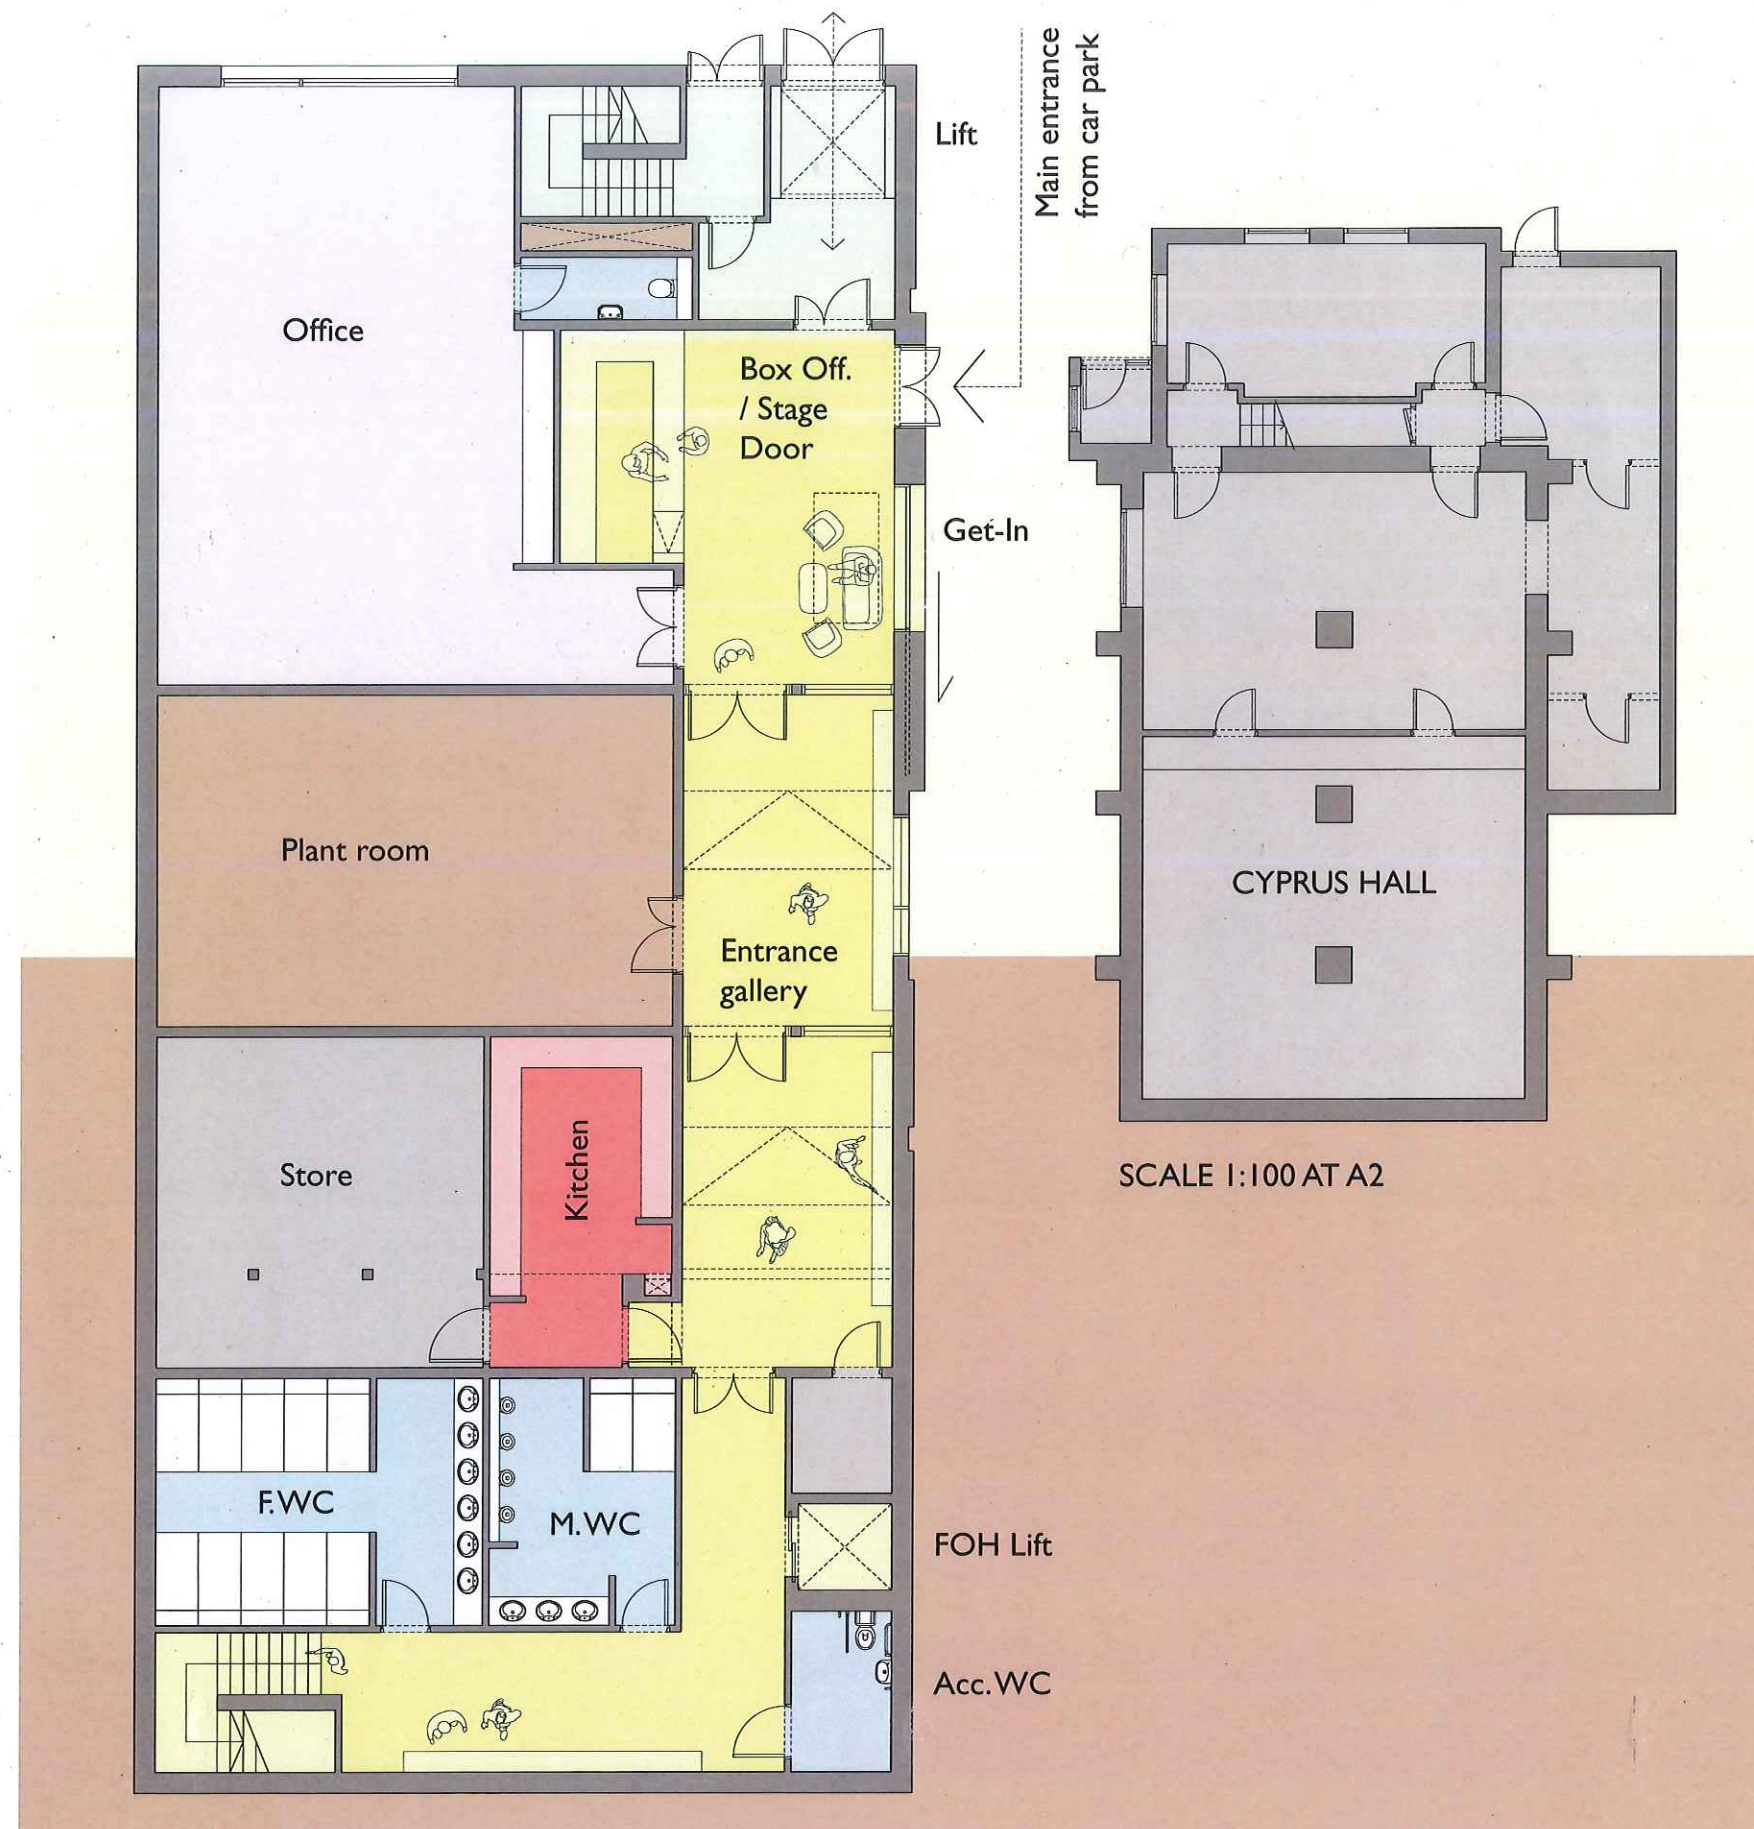 Main entrance
from car park
Lift
Office
Box Off.
/ Stage
Door
Get-In
Plant room
CYPRUS HALL
Entrance
gallery
Store
Kitchen
SCALE 1:100 AT A2
F.WC
M.WC
FOH Lift
Acc. WC